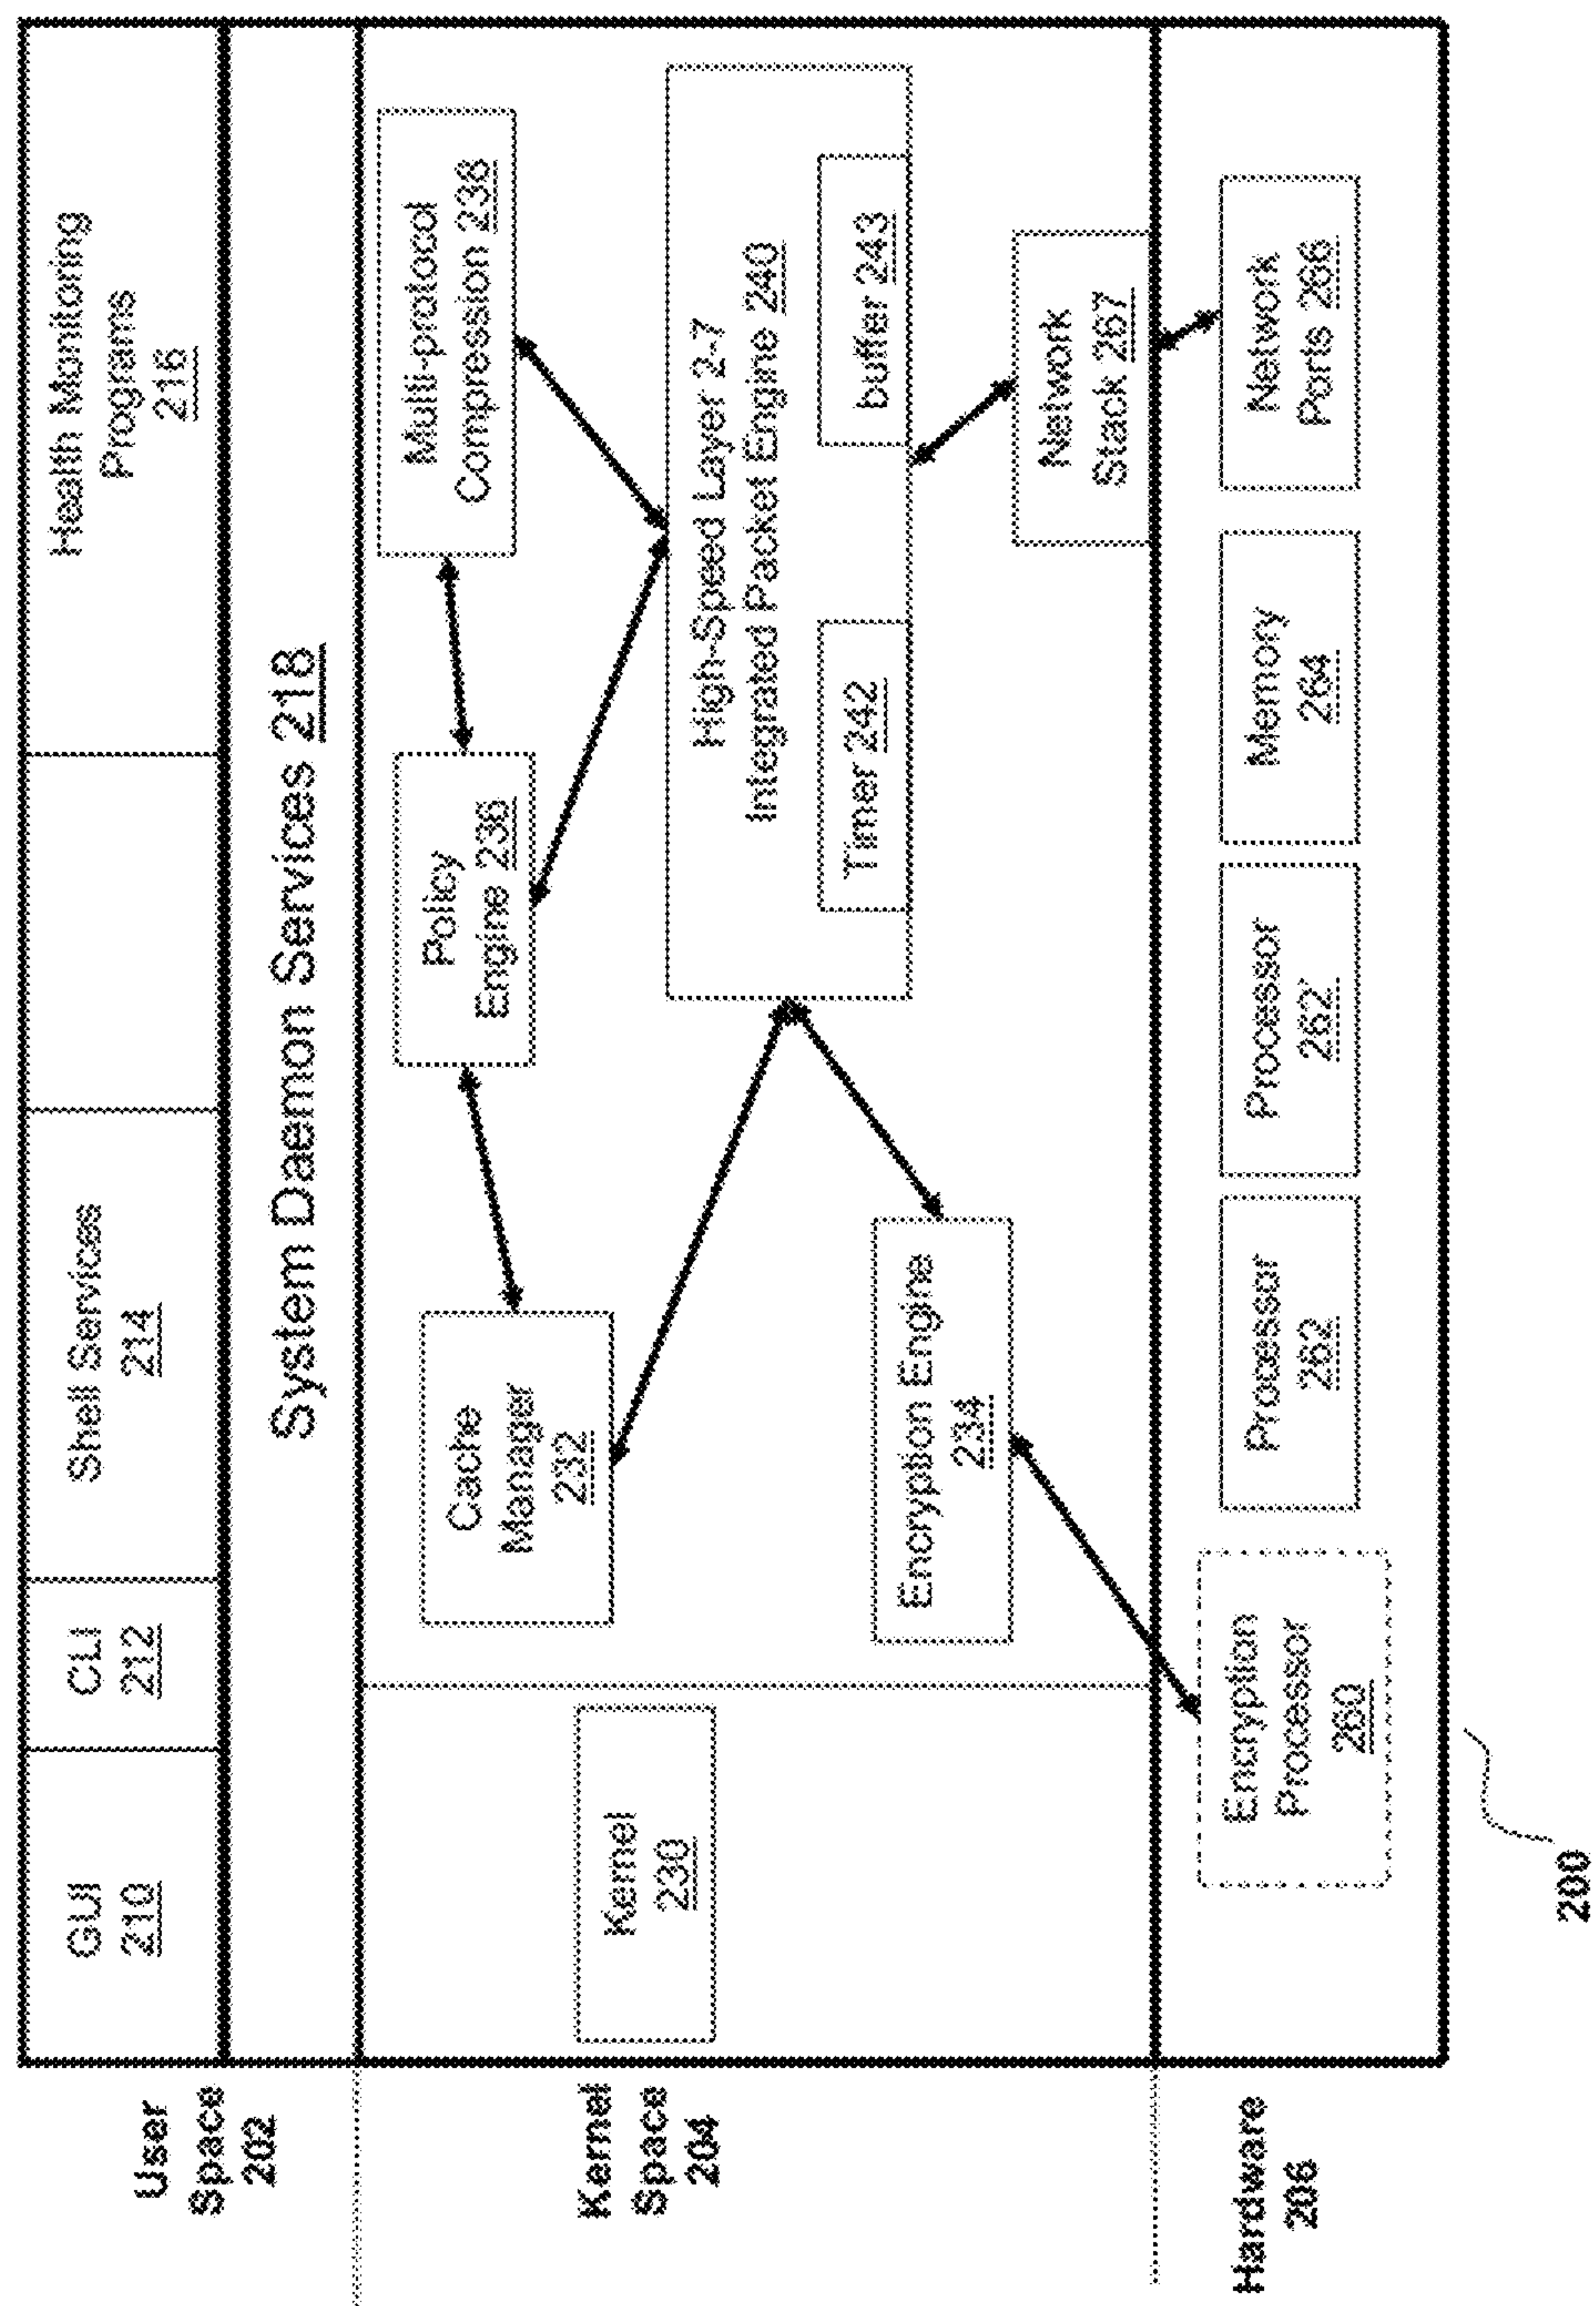 User
Space
202
GUI
210
CLI
212
Shell Services
214
Health Monitoring
Programs
216
System Daemon Services 218
Kernel
Space
204
Kernel
230
Cache
Manager
232
Policy
Engine 236
Multi-protocol
Compression 238
Encryption Engine
234
High-Speed Layer 2-7
Integrated Packet Engine 240
Timer 242
buffer 243
Network
Stack 267
Hardware
206
Encryption
Processor
260
Processor
262
Processor
262'
Memory
264
Network
Ports 266
200